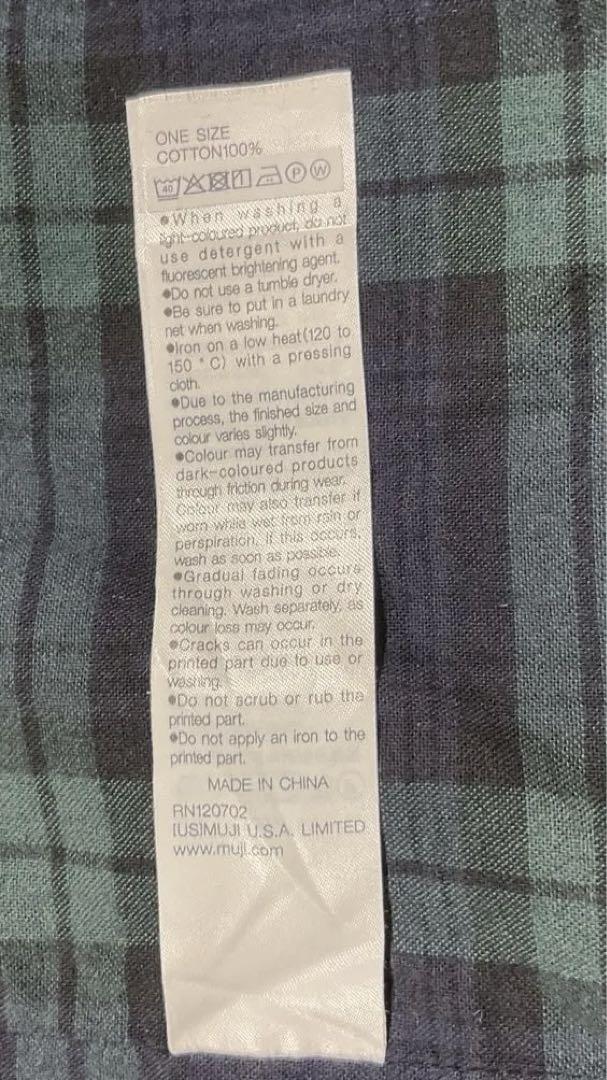 ONE SIZE
COTTON100%
40 P W
●When washing a
light-coloured product, do not
use detergent with a
fluorescent brightening agent.
●Do not use a tumble dryer.
●Be sure to put in a laundry
net when washing.
●Iron on a low heat(120 to
150 °C) with a pressing
cloth.
●Due to the manufacturing
process, the finished size and
colour varies slightly.
●Colour may transfer from
dark-coloured products
through friction during wear.
Colour may also transfer if
worn while wet from rain or
perspiration. If this occurs,
wash as soon as possible.
●Gradual fading occurs
through washing or dry
cleaning. Wash separately, as
colour loss may occur.
●Cracks can occur in the
printed part due to use or
washing.
●Do not scrub or rub the
printed part.
●Do not apply an iron to the
printed part.
MADE IN CHINA
RN120702
[US]MUJI U.S.A. LIMITED
www.muji.com